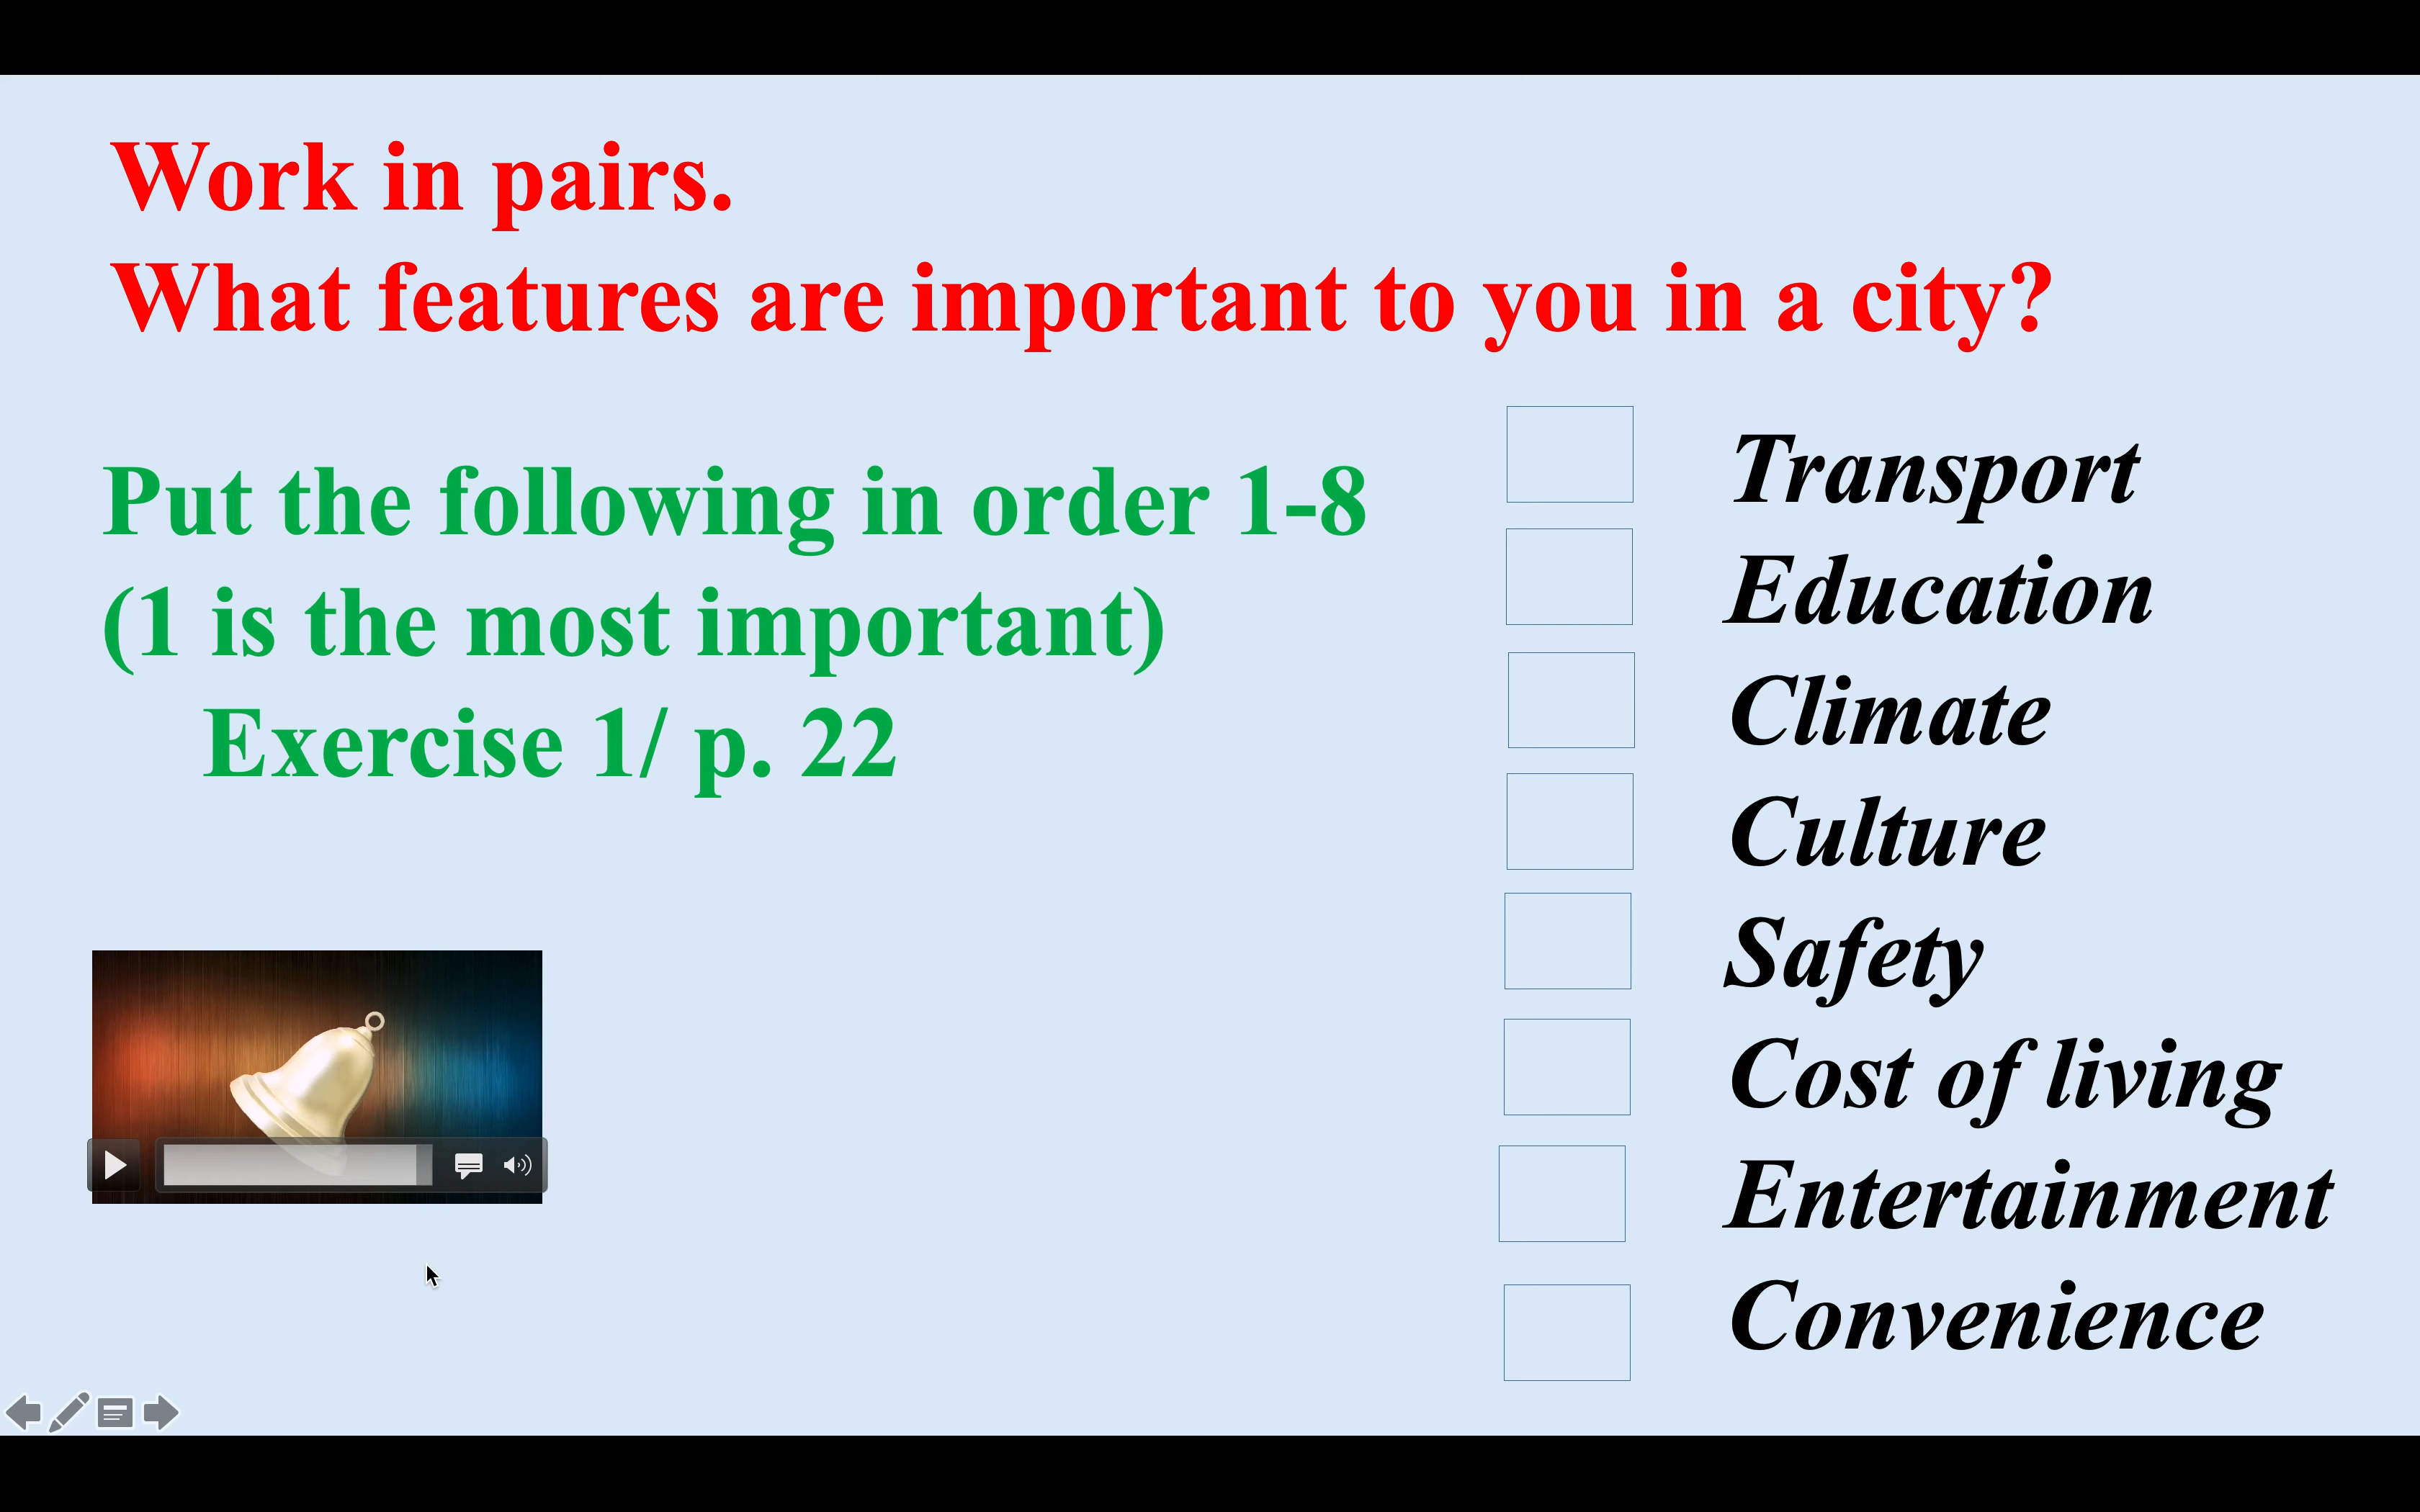 Work in pairs.
What features are important to you in a city?
Put the following in order 1-8
(1 is the most important)
Exercise 1/ p. 22
Transport
Education
Climate
Culture
Safety
Cost of living
Entertainment
Convenience